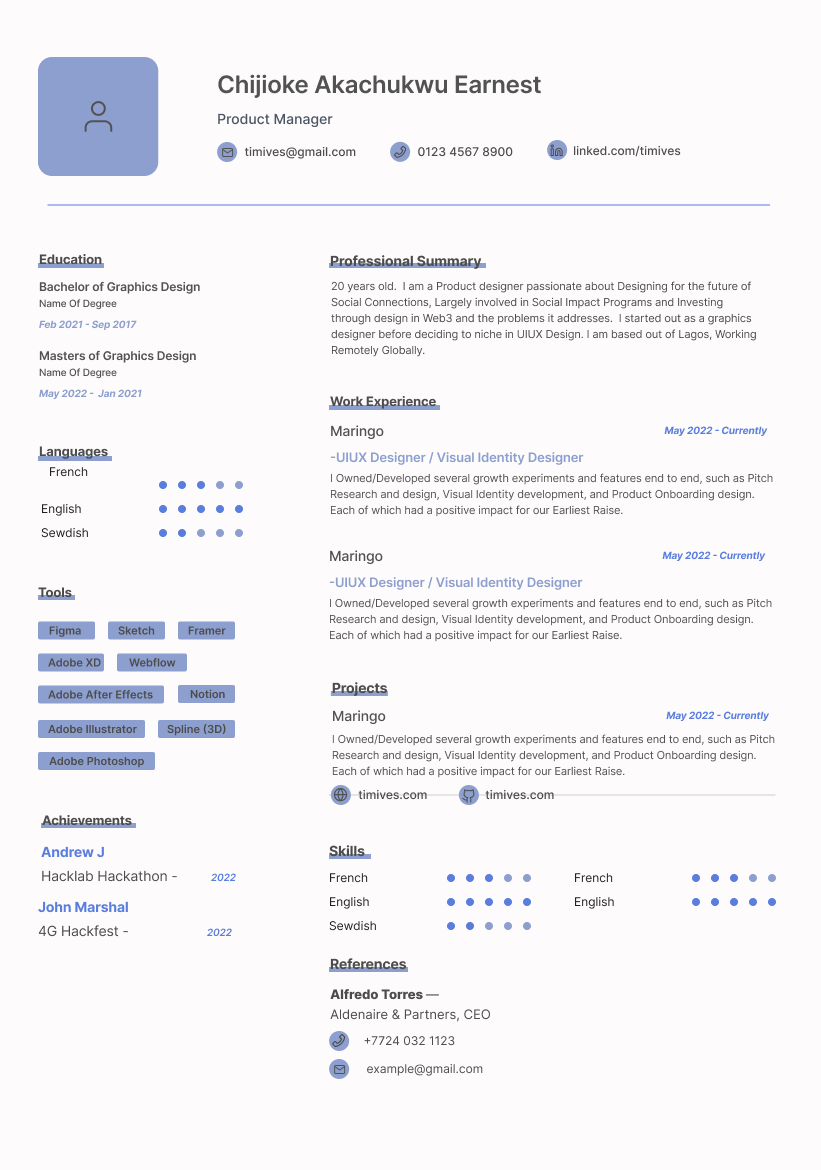 Chijioke Akachukwu Earnest
Product Manager
timives@gmail.com
0123 4567 8900
linked.com/timives
Education
Bachelor of Graphics Design
Name Of Degree
Feb 2021 - Sep 2017
Masters of Graphics Design
Name Of Degree
May 2022 - Jan 2021
Languages
French
English
Sewdish
Tools
Figma
Sketch
Framer
Adobe XD
Webflow
Adobe After Effects
Notion
Adobe Illustrator
Spline (3D)
Adobe Photoshop
Achievements
Andrew J
Hacklab Hackathon - 2022
John Marshal
4G Hackfest - 2022
Professional Summary
20 years old. I am a Product designer passionate about Designing for the future of
Social Connections, Largely involved in Social Impact Programs and Investing
through design in Web3 and the problems it addresses. I started out as a graphics
designer before deciding to niche in UIUX Design. I am based out of Lagos, Working
Remotely Globally.
Work Experience
Maringo May 2022 - Currently
-UIUX Designer / Visual Identity Designer
I Owned/Developed several growth experiments and features end to end, such as Pitch
Research and design, Visual Identity development, and Product Onboarding design.
Each of which had a positive impact for our Earliest Raise.
Maringo May 2022 - Currently
-UIUX Designer / Visual Identity Designer
I Owned/Developed several growth experiments and features end to end, such as Pitch
Research and design, Visual Identity development, and Product Onboarding design.
Each of which had a positive impact for our Earliest Raise.
Projects
Maringo May 2022 - Currently
I Owned/Developed several growth experiments and features end to end, such as Pitch
Research and design, Visual Identity development, and Product Onboarding design.
Each of which had a positive impact for our Earliest Raise.
timives.com timives.com
Skills
French French
English English
Sewdish
References
Alfredo Torres —
Aldenaire & Partners, CEO
+7724 032 1123
example@gmail.com